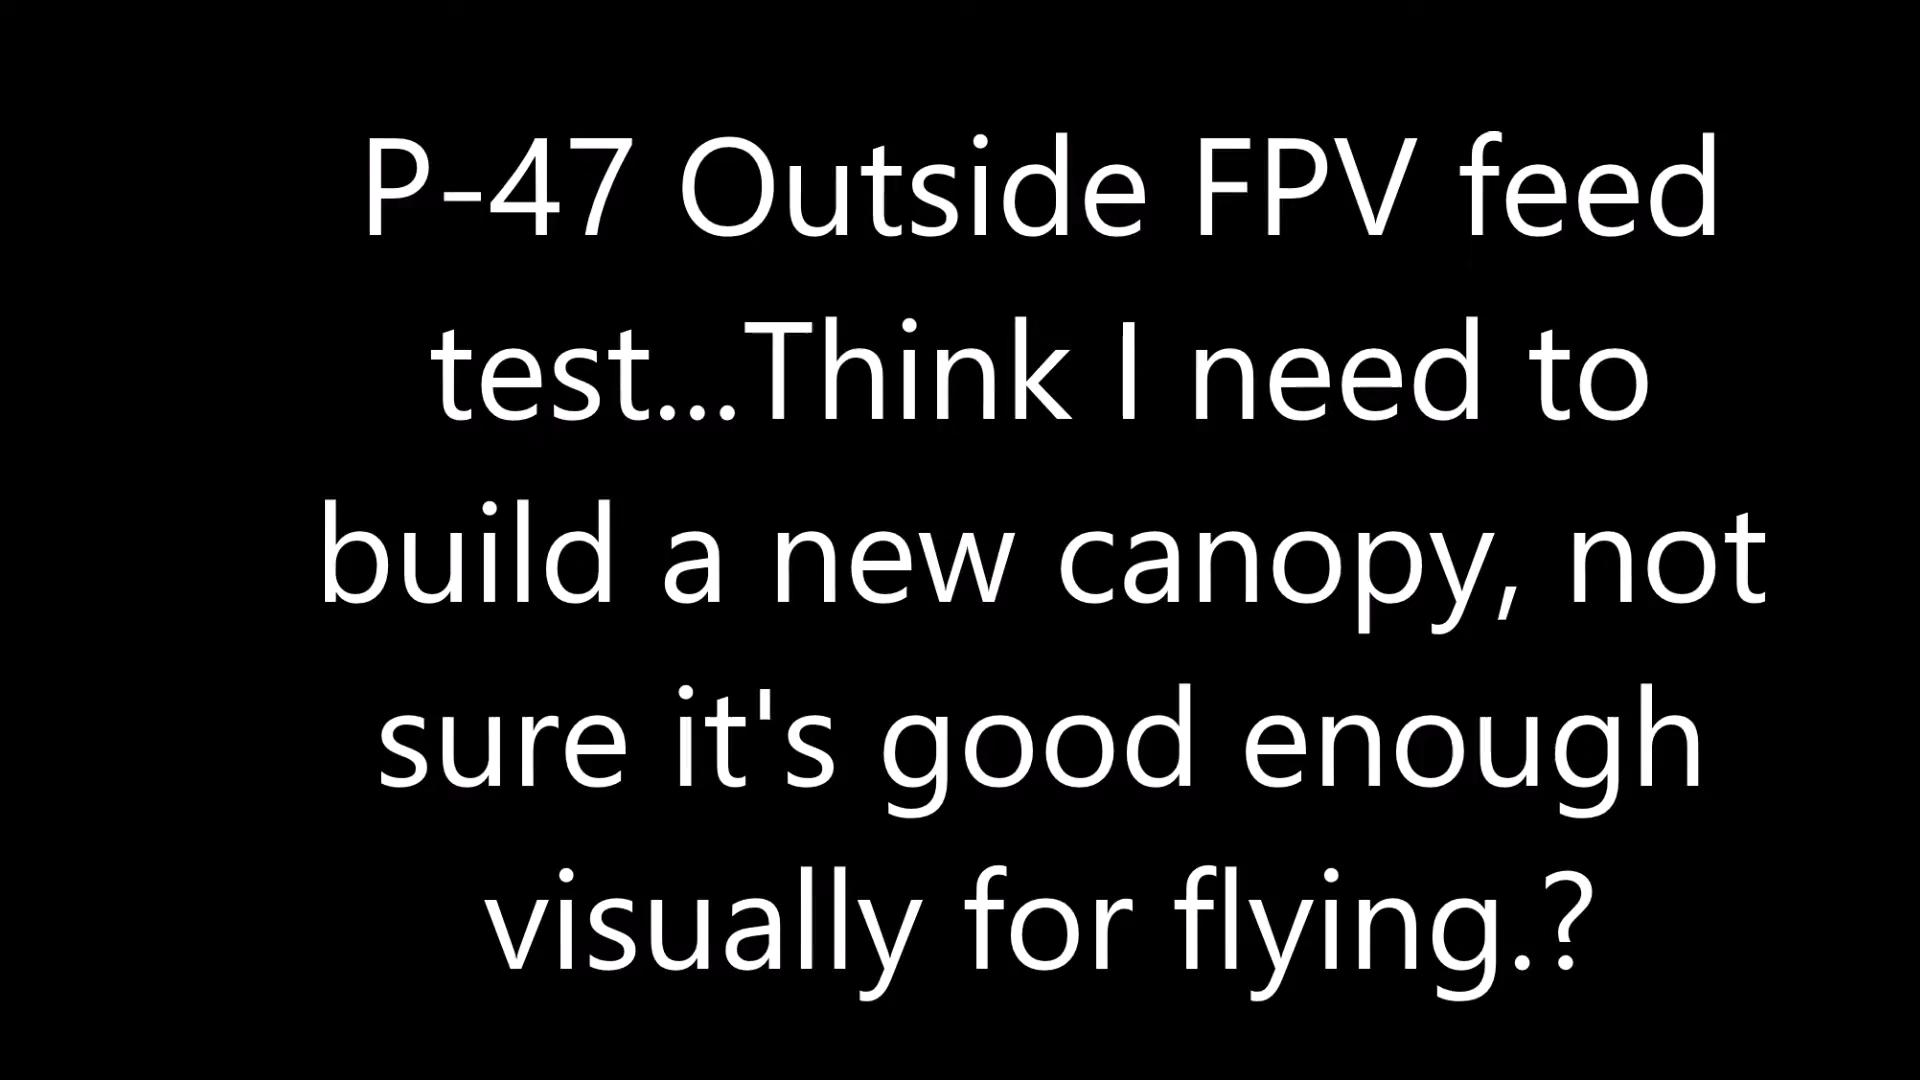 P-47 Outside FPV feed
test...Think I need to
build a new canopy, not
sure it's good enough
visually for flying.?